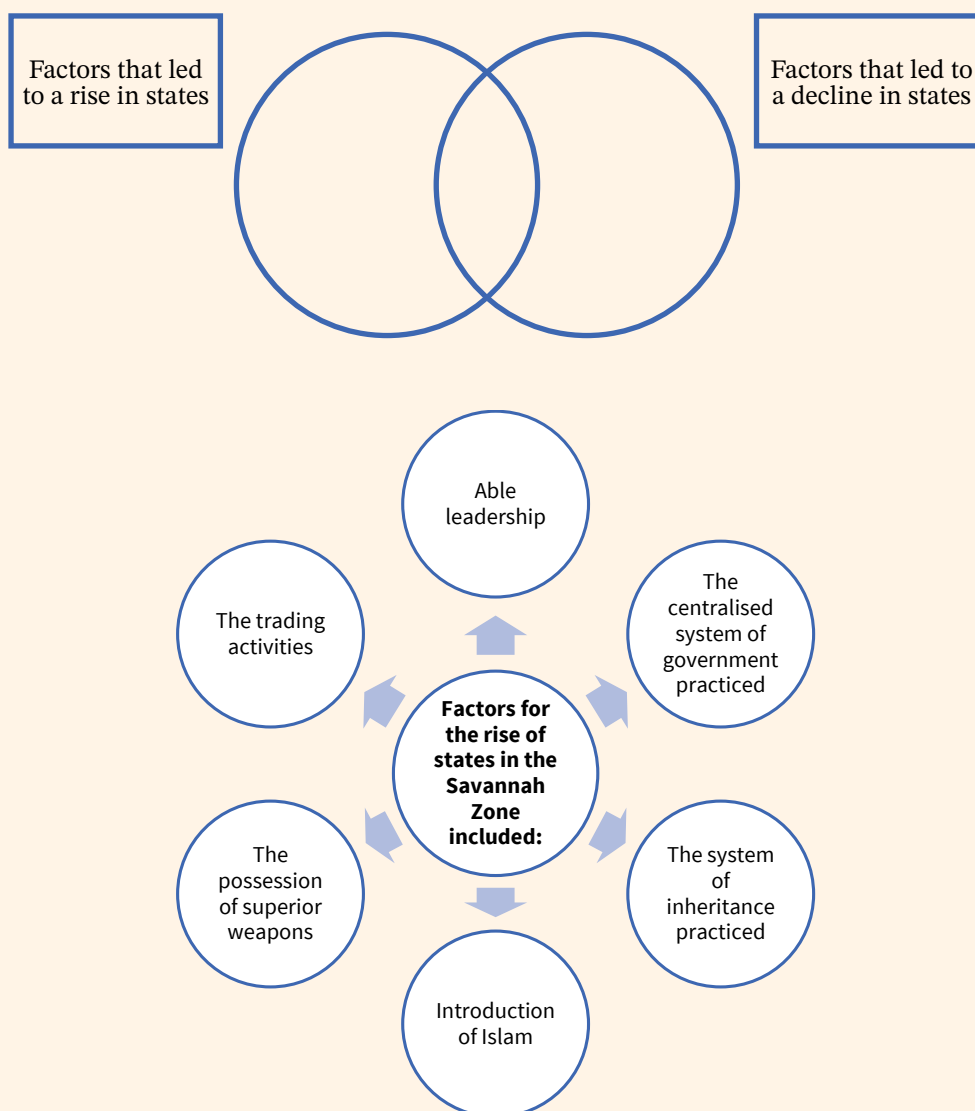 Factors that led
to a rise in states
Factors that led to
a decline in states
Able
leadership
The trading
activities
The
centralised
system of
government
practiced
Factors for
the rise of
states in the
Savannah
Zone
included:
The
possession
of superior
weapons
The system
of
inheritance
practiced
Introduction
of Islam